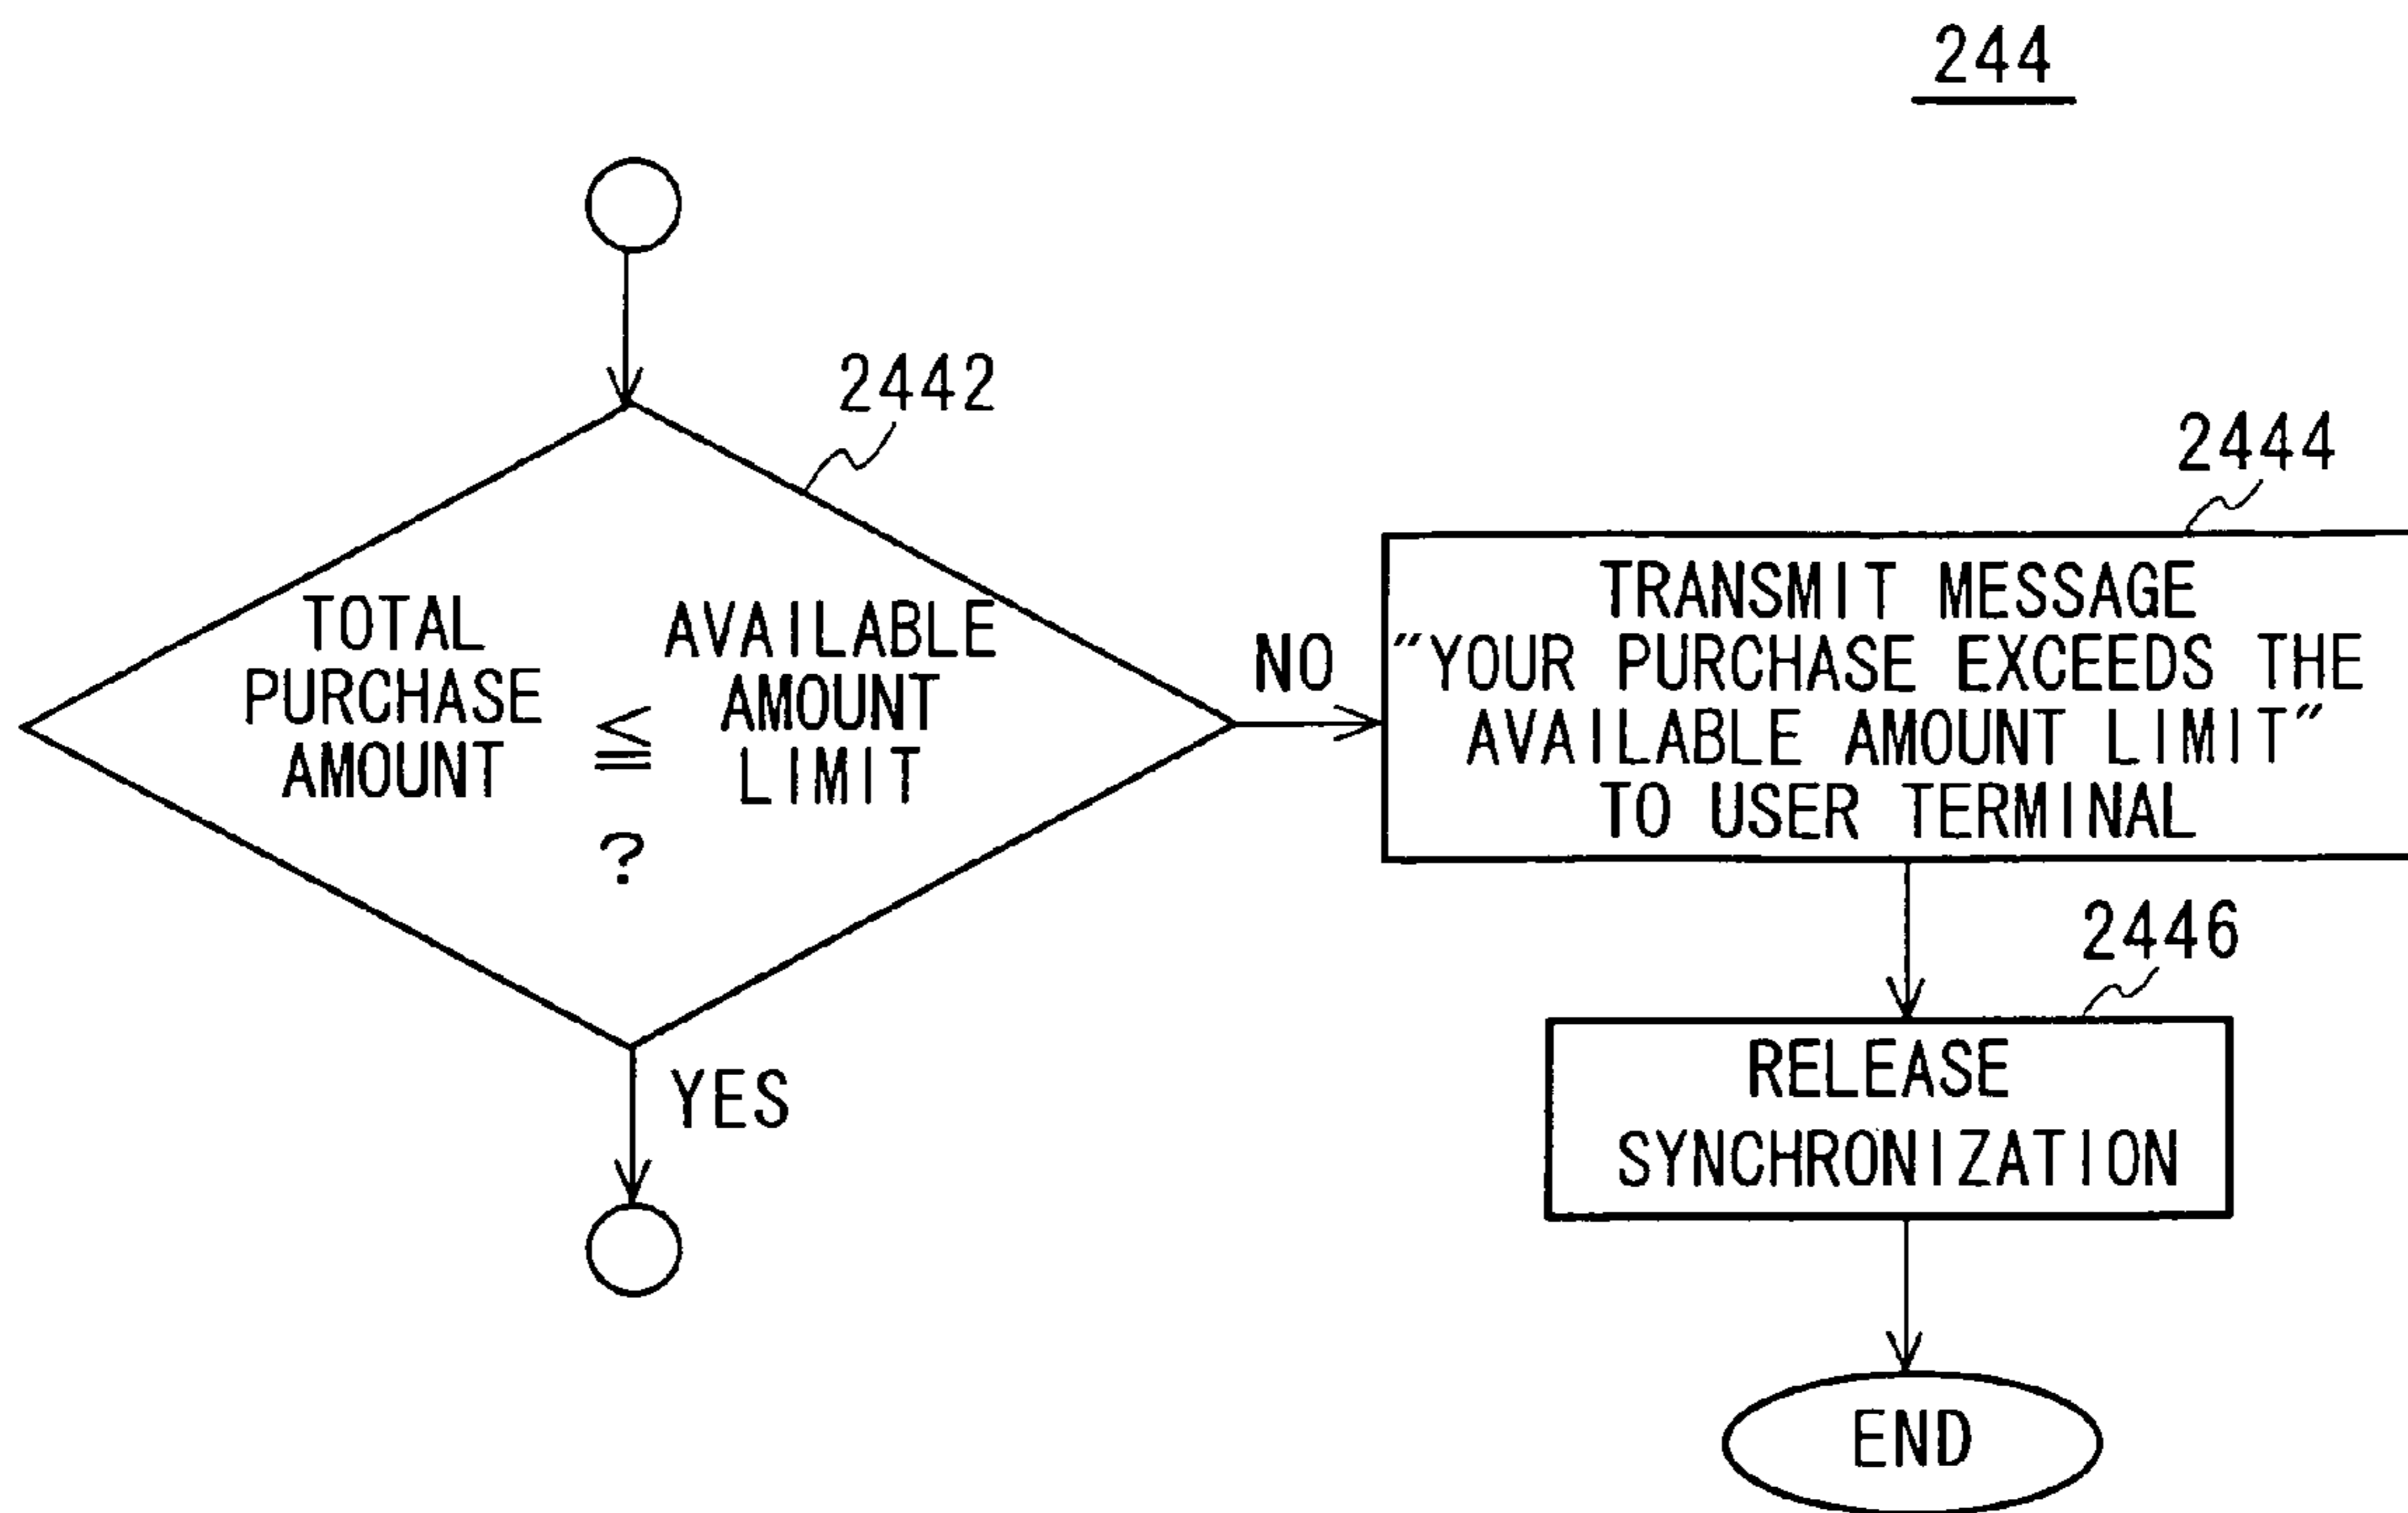 244
2442
TOTAL
PURCHASE
AMOUNT
≦
AVAILABLE
AMOUNT
LIMIT
?
NO
YES
2444
TRANSMIT MESSAGE
"YOUR PURCHASE EXCEEDS THE
AVAILABLE AMOUNT LIMIT"
TO USER TERMINAL
2446
RELEASE
SYNCHRONIZATION
END